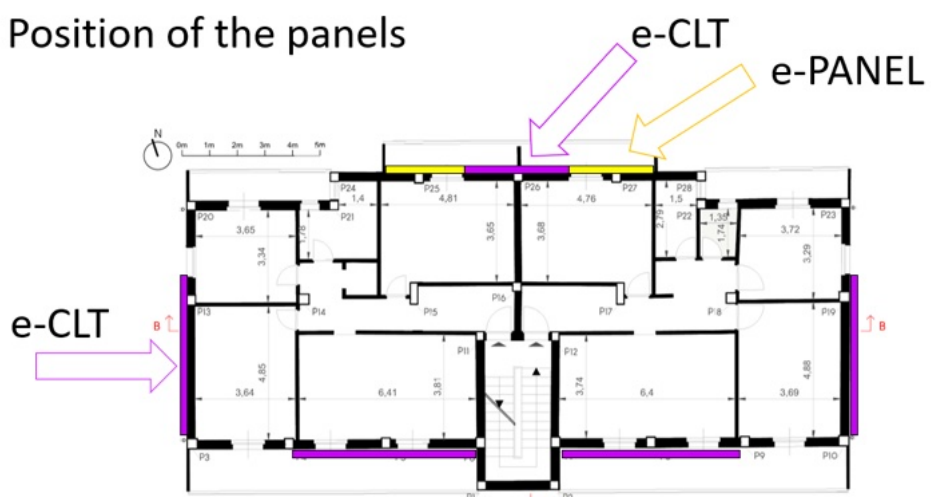 Position of the panels
e-CLT
e-PANEL
N
0m 1m 2m 3m 4m 5m
P24
P25
P26
P27
P28
1,4
4,81
4,76
1,5
1,35
P20
P21
P22
P23
3,65
1,78
3,65
3,68
2,79
1,74
3,72
3,34
3,29
P16
P13
P14
P15
P17
P18
P19
e-CLT
B
B
P11
P12
4,85
3,81
3,74
4,88
3,64
6,41
6,4
3,69
P3
P9
P10